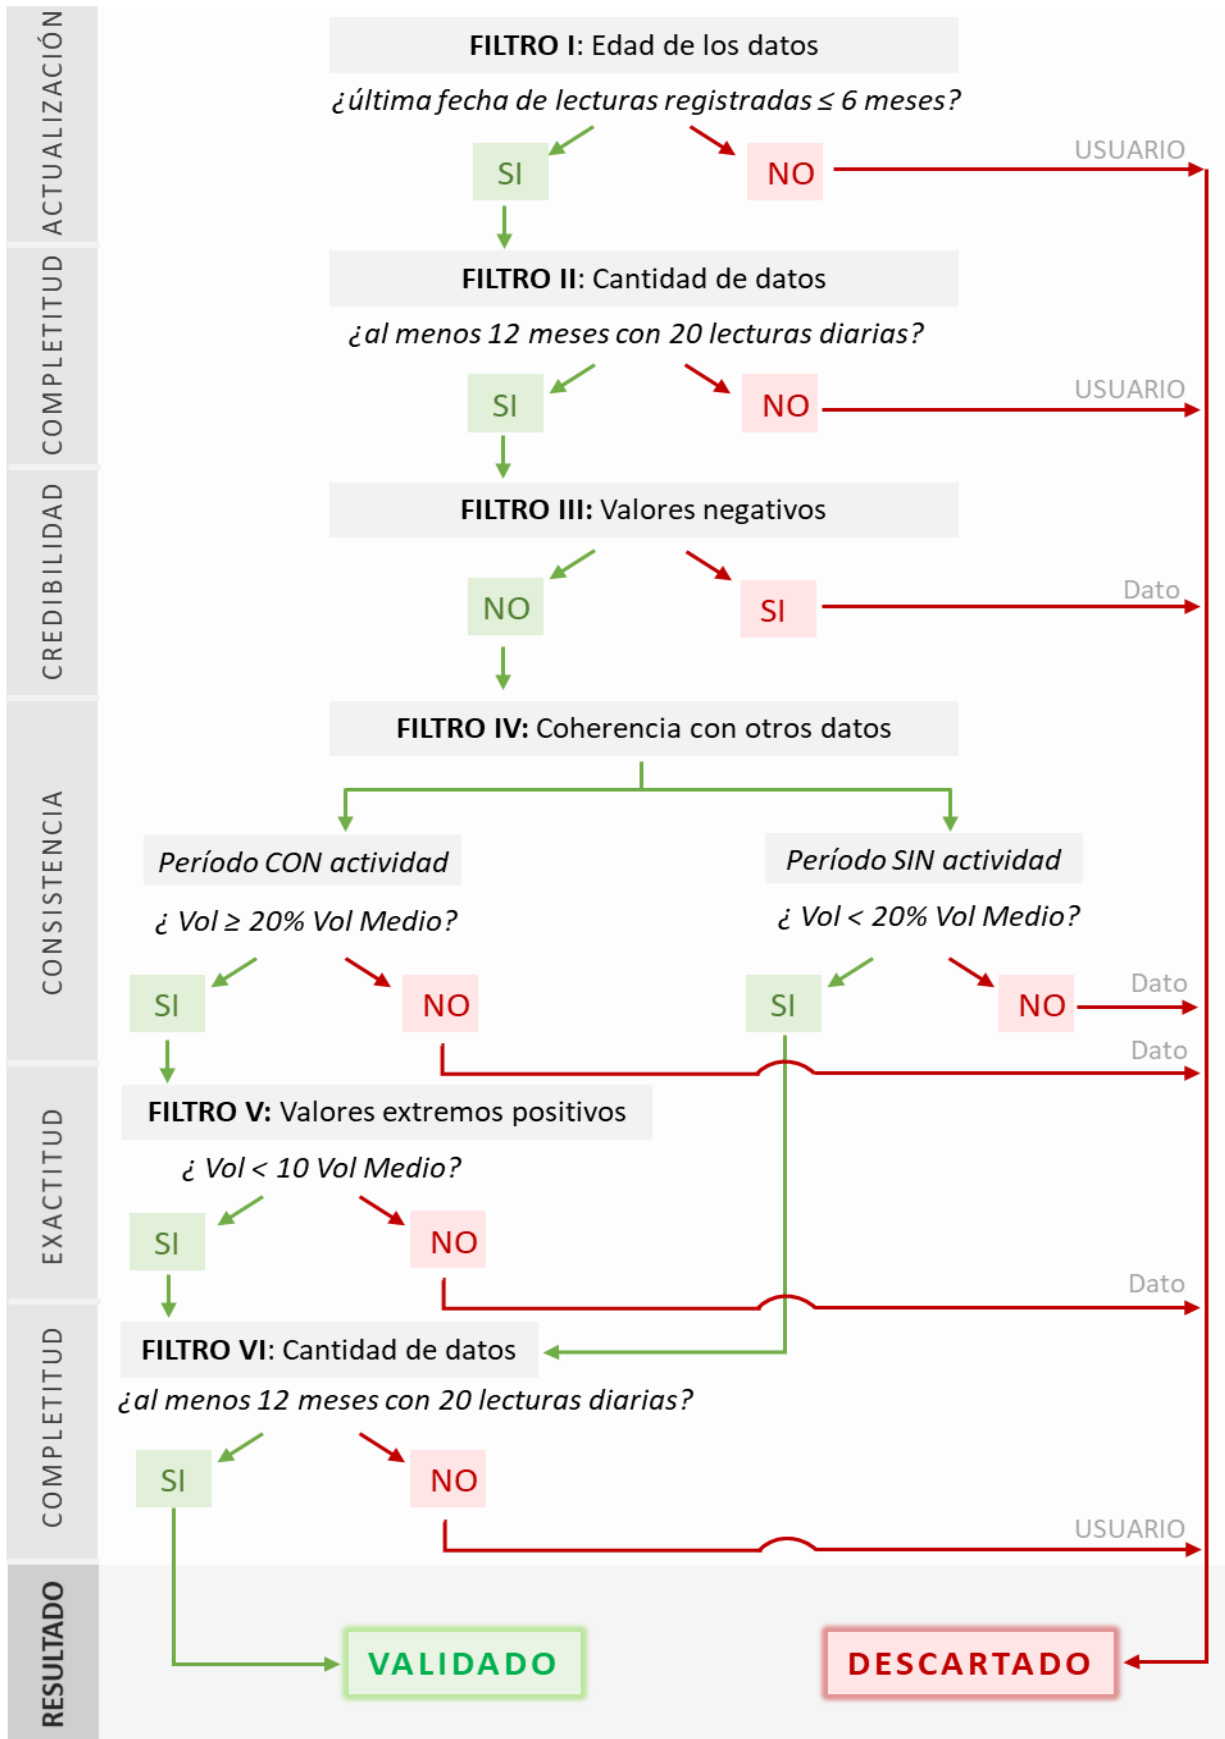 ACTUALIZACIÓN
FILTRO I: Edad de los datos
¿última fecha de lecturas registradas ≤ 6 meses?
SI
NO
USUARIO
COMPLETITUD
FILTRO II: Cantidad de datos
¿al menos 12 meses con 20 lecturas diarias?
SI
NO
USUARIO
CREDIBILIDAD
FILTRO III: Valores negativos
NO
SI
Dato
CONSISTENCIA
FILTRO IV: Coherencia con otros datos
Período CON actividad
Período SIN actividad
¿ Vol ≥ 20% Vol Medio?
¿ Vol < 20% Vol Medio?
SI
NO
SI
NO
Dato
Dato
EXACTITUD
FILTRO V: Valores extremos positivos
¿ Vol < 10 Vol Medio?
SI
NO
Dato
COMPLETITUD
FILTRO VI: Cantidad de datos
¿al menos 12 meses con 20 lecturas diarias?
SI
NO
USUARIO
RESULTADO
VALIDADO
DESCARTADO